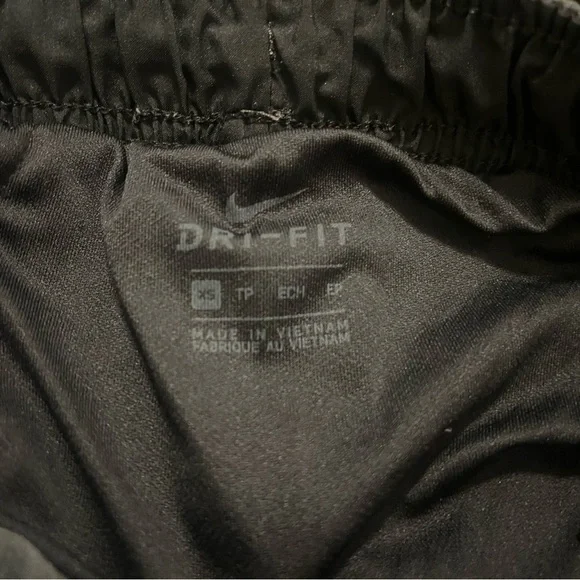 DRI-FIT
XS TP ECH EP
MADE IN VIETNAM
FABRIQUE AU VIETNAM